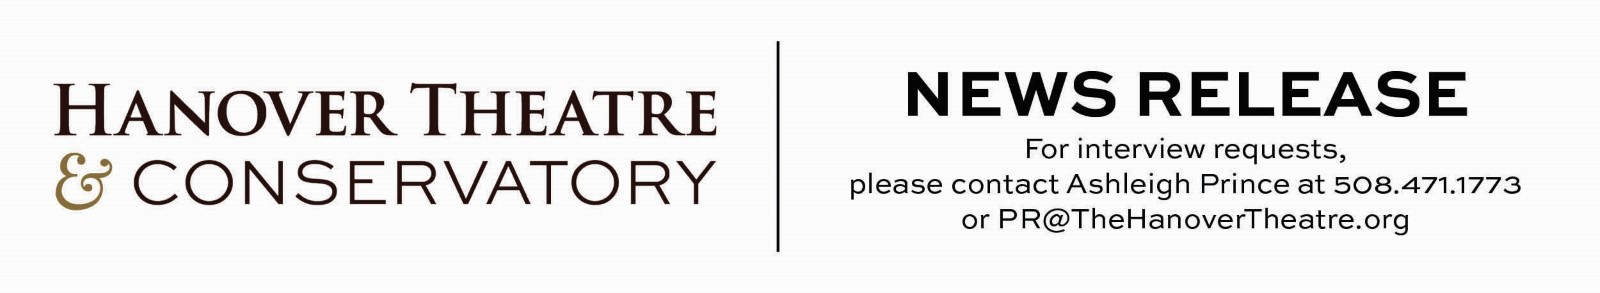 HANOVER THEATRE
& CONSERVATORY
NEWS RELEASE
For interview requests,
please contact Ashleigh Prince at 508.471.1773
or PR@TheHanoverTheatre.org